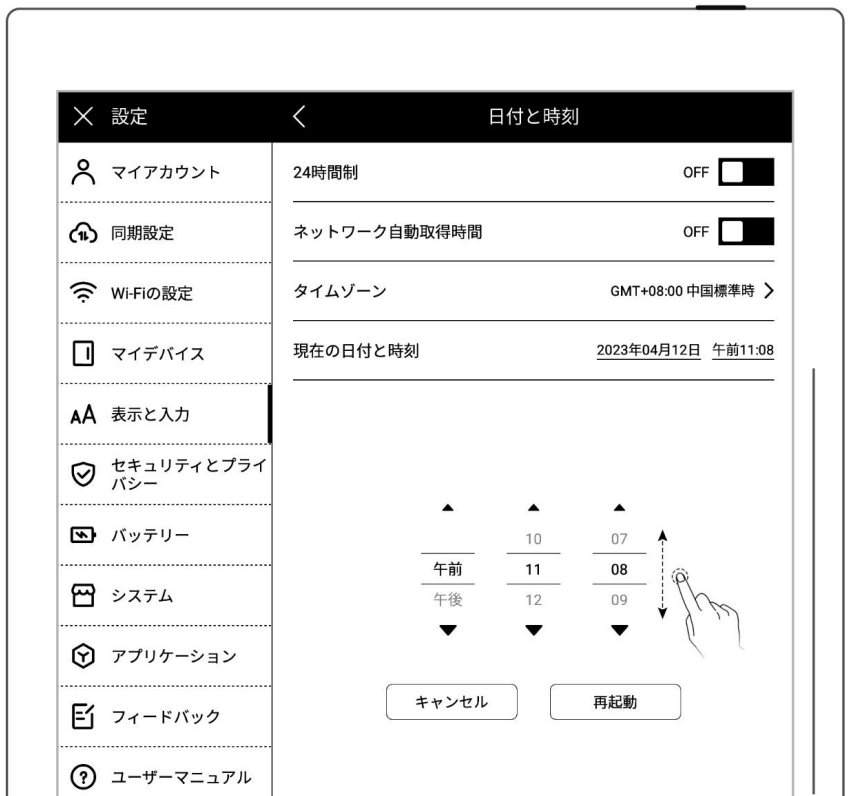 設定
日付と時刻
マイアカウント
同期設定
Wi-Fiの設定
マイデバイス
AA 表示と入力
セキュリティとプライ
バシー
バッテリー
システム
アプリケーション
フィードバック
ユーザーマニュアル
24時間制 OFF
ネットワーク自動取得時間 OFF
タイムゾーン GMT+08:00 中国標準時
現在の日付と時刻 2023年04月12日 午前11:08
10 07
午前 11 08
午後 12 09
キャンセル 再起動